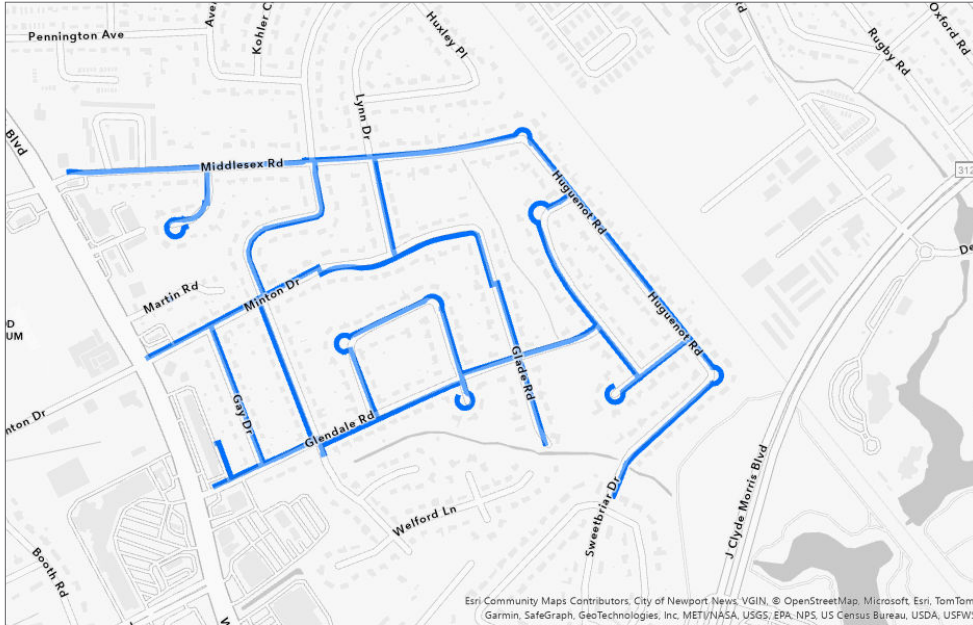 Pennington Ave
Ave
Kohler C
Huxley Pl
Rd
Oxford Rd
Rugby Rd
Blvd
Lynn Dr
Middlesex Rd
312
Huguenot Rd
De
Martin Rd
Minton Dr
D
UM
Huguenot Rd
Glade Rd
nton Dr
Gay Dr
Glendale Rd
J Clyde Morris Blvd
Welford Ln
Sweetbriar Dr
Booth Rd
W
Esri Community Maps Contributors, City of Newport News, VGIN, © OpenStreetMap, Microsoft, Esri, TomTom,
Garmin, SafeGraph, GeoTechnologies, Inc, METI/NASA, USGS, EPA, NPS, US Census Bureau, USDA, USFWS